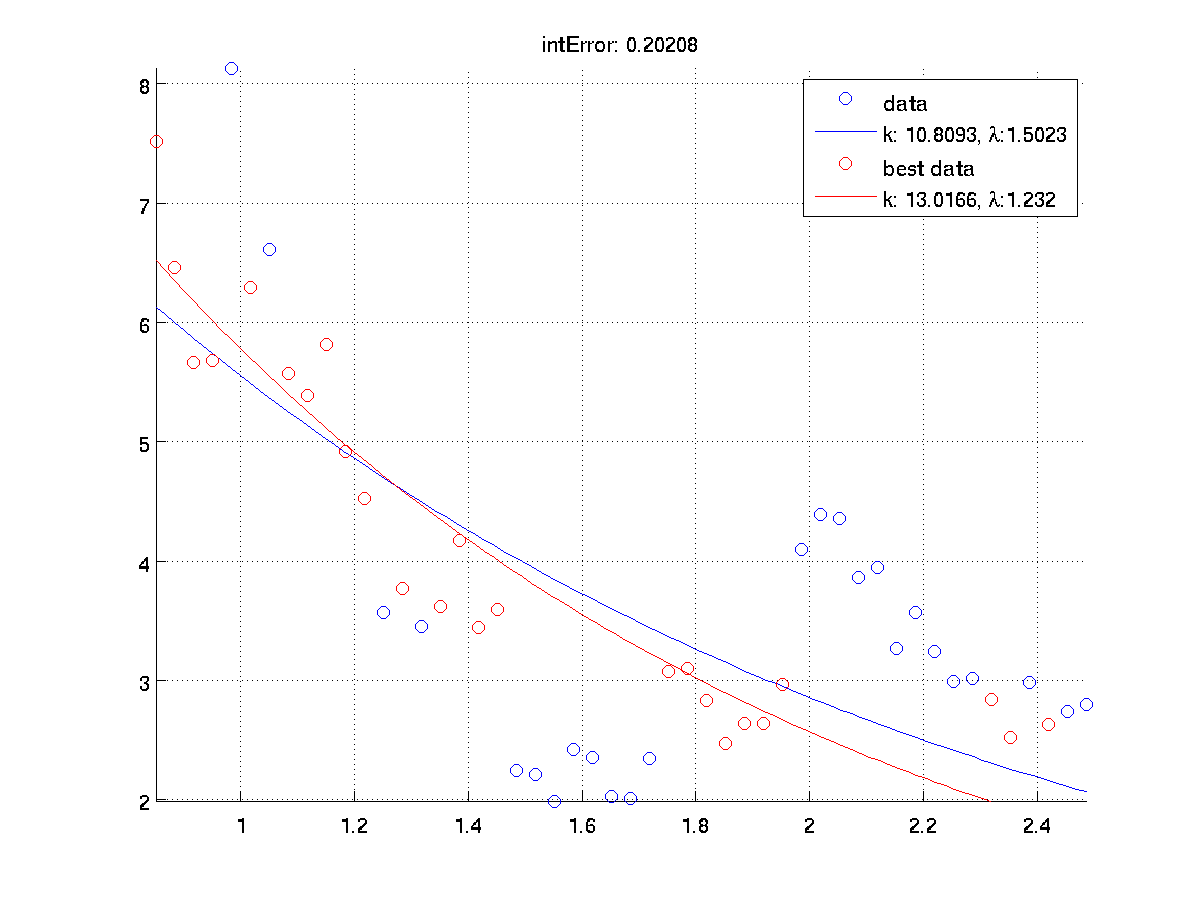 intError: 0.20208
data
k: 10.8093, λ:1.5023
best data
k: 13.0166, λ:1.232
8
7
6
5
4
3
2
1 1.2 1.4 1.6 1.8 2 2.2 2.4